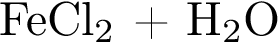 FeCl₂ + H₂O